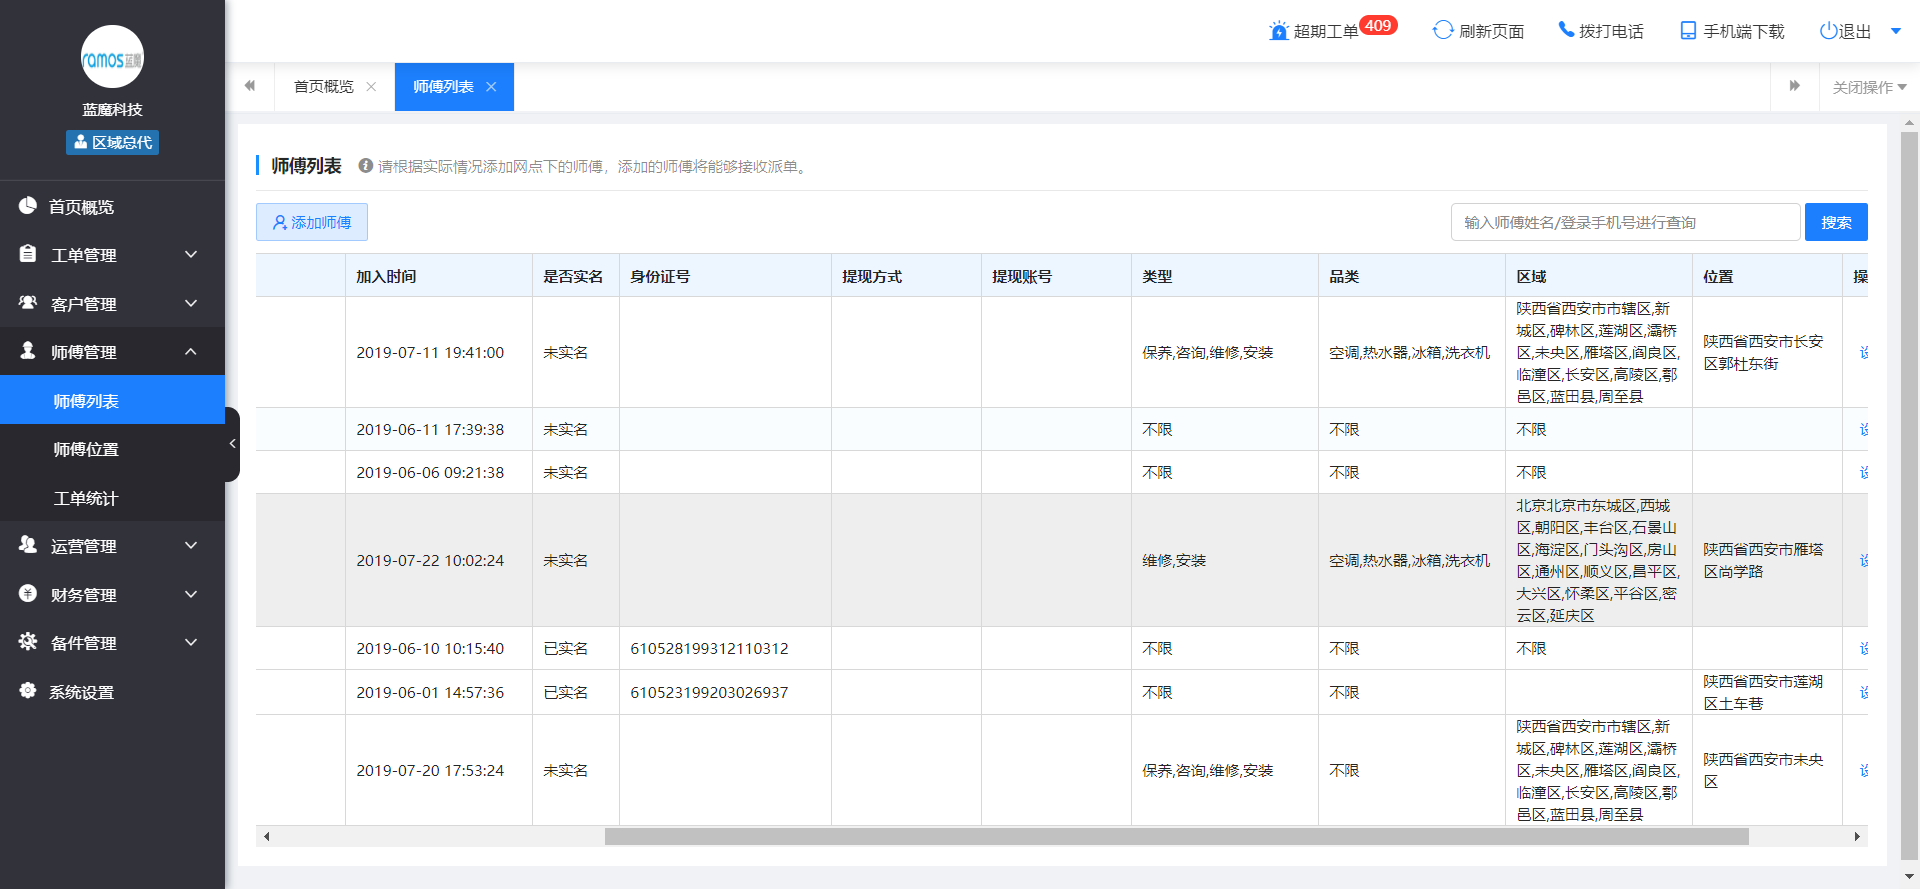 ramos蓝魔
蓝魔科技
区域总代
首页概览
工单管理
客户管理
师傅管理
师傅列表
师傅位置
工单统计
运营管理
财务管理
备件管理
系统设置
超期工单 409 刷新页面 拨打电话 手机端下载 退出
首页概览 师傅列表 关闭操作
师傅列表 请根据实际情况添加网点下的师傅，添加的师傅将能够接收派单。
添加师傅 输入师傅姓名/登录手机号进行查询 搜索
加入时间 是否实名 身份证号 提现方式 提现账号 类型 品类 区域 位置 操
2019-07-11 19:41:00 未实名 保养,咨询,维修,安装 空调,热水器,冰箱,洗衣机
陕西省西安市市辖区,新
城区,碑林区,莲湖区,灞桥
区,未央区,雁塔区,阎良区,
临潼区,长安区,高陵区,鄠
邑区,蓝田县,周至县
陕西省西安市长安
区郭杜东街
2019-06-11 17:39:38 未实名 不限 不限 不限
2019-06-06 09:21:38 未实名 不限 不限 不限
2019-07-22 10:02:24 未实名 维修,安装 空调,热水器,冰箱,洗衣机
北京北京市东城区,西城
区,朝阳区,丰台区,石景山
区,海淀区,门头沟区,房山
区,通州区,顺义区,昌平区,
大兴区,怀柔区,平谷区,密
云区,延庆区
陕西省西安市雁塔
区尚学路
2019-06-10 10:15:40 已实名 610528199312110312 不限 不限 不限
2019-06-01 14:57:36 已实名 610523199203026937 不限 不限
陕西省西安市莲湖
区土车巷
2019-07-20 17:53:24 未实名 保养,咨询,维修,安装 不限
陕西省西安市市辖区,新
城区,碑林区,莲湖区,灞桥
区,未央区,雁塔区,阎良区,
临潼区,长安区,高陵区,鄠
邑区,蓝田县,周至县
陕西省西安市未央
区